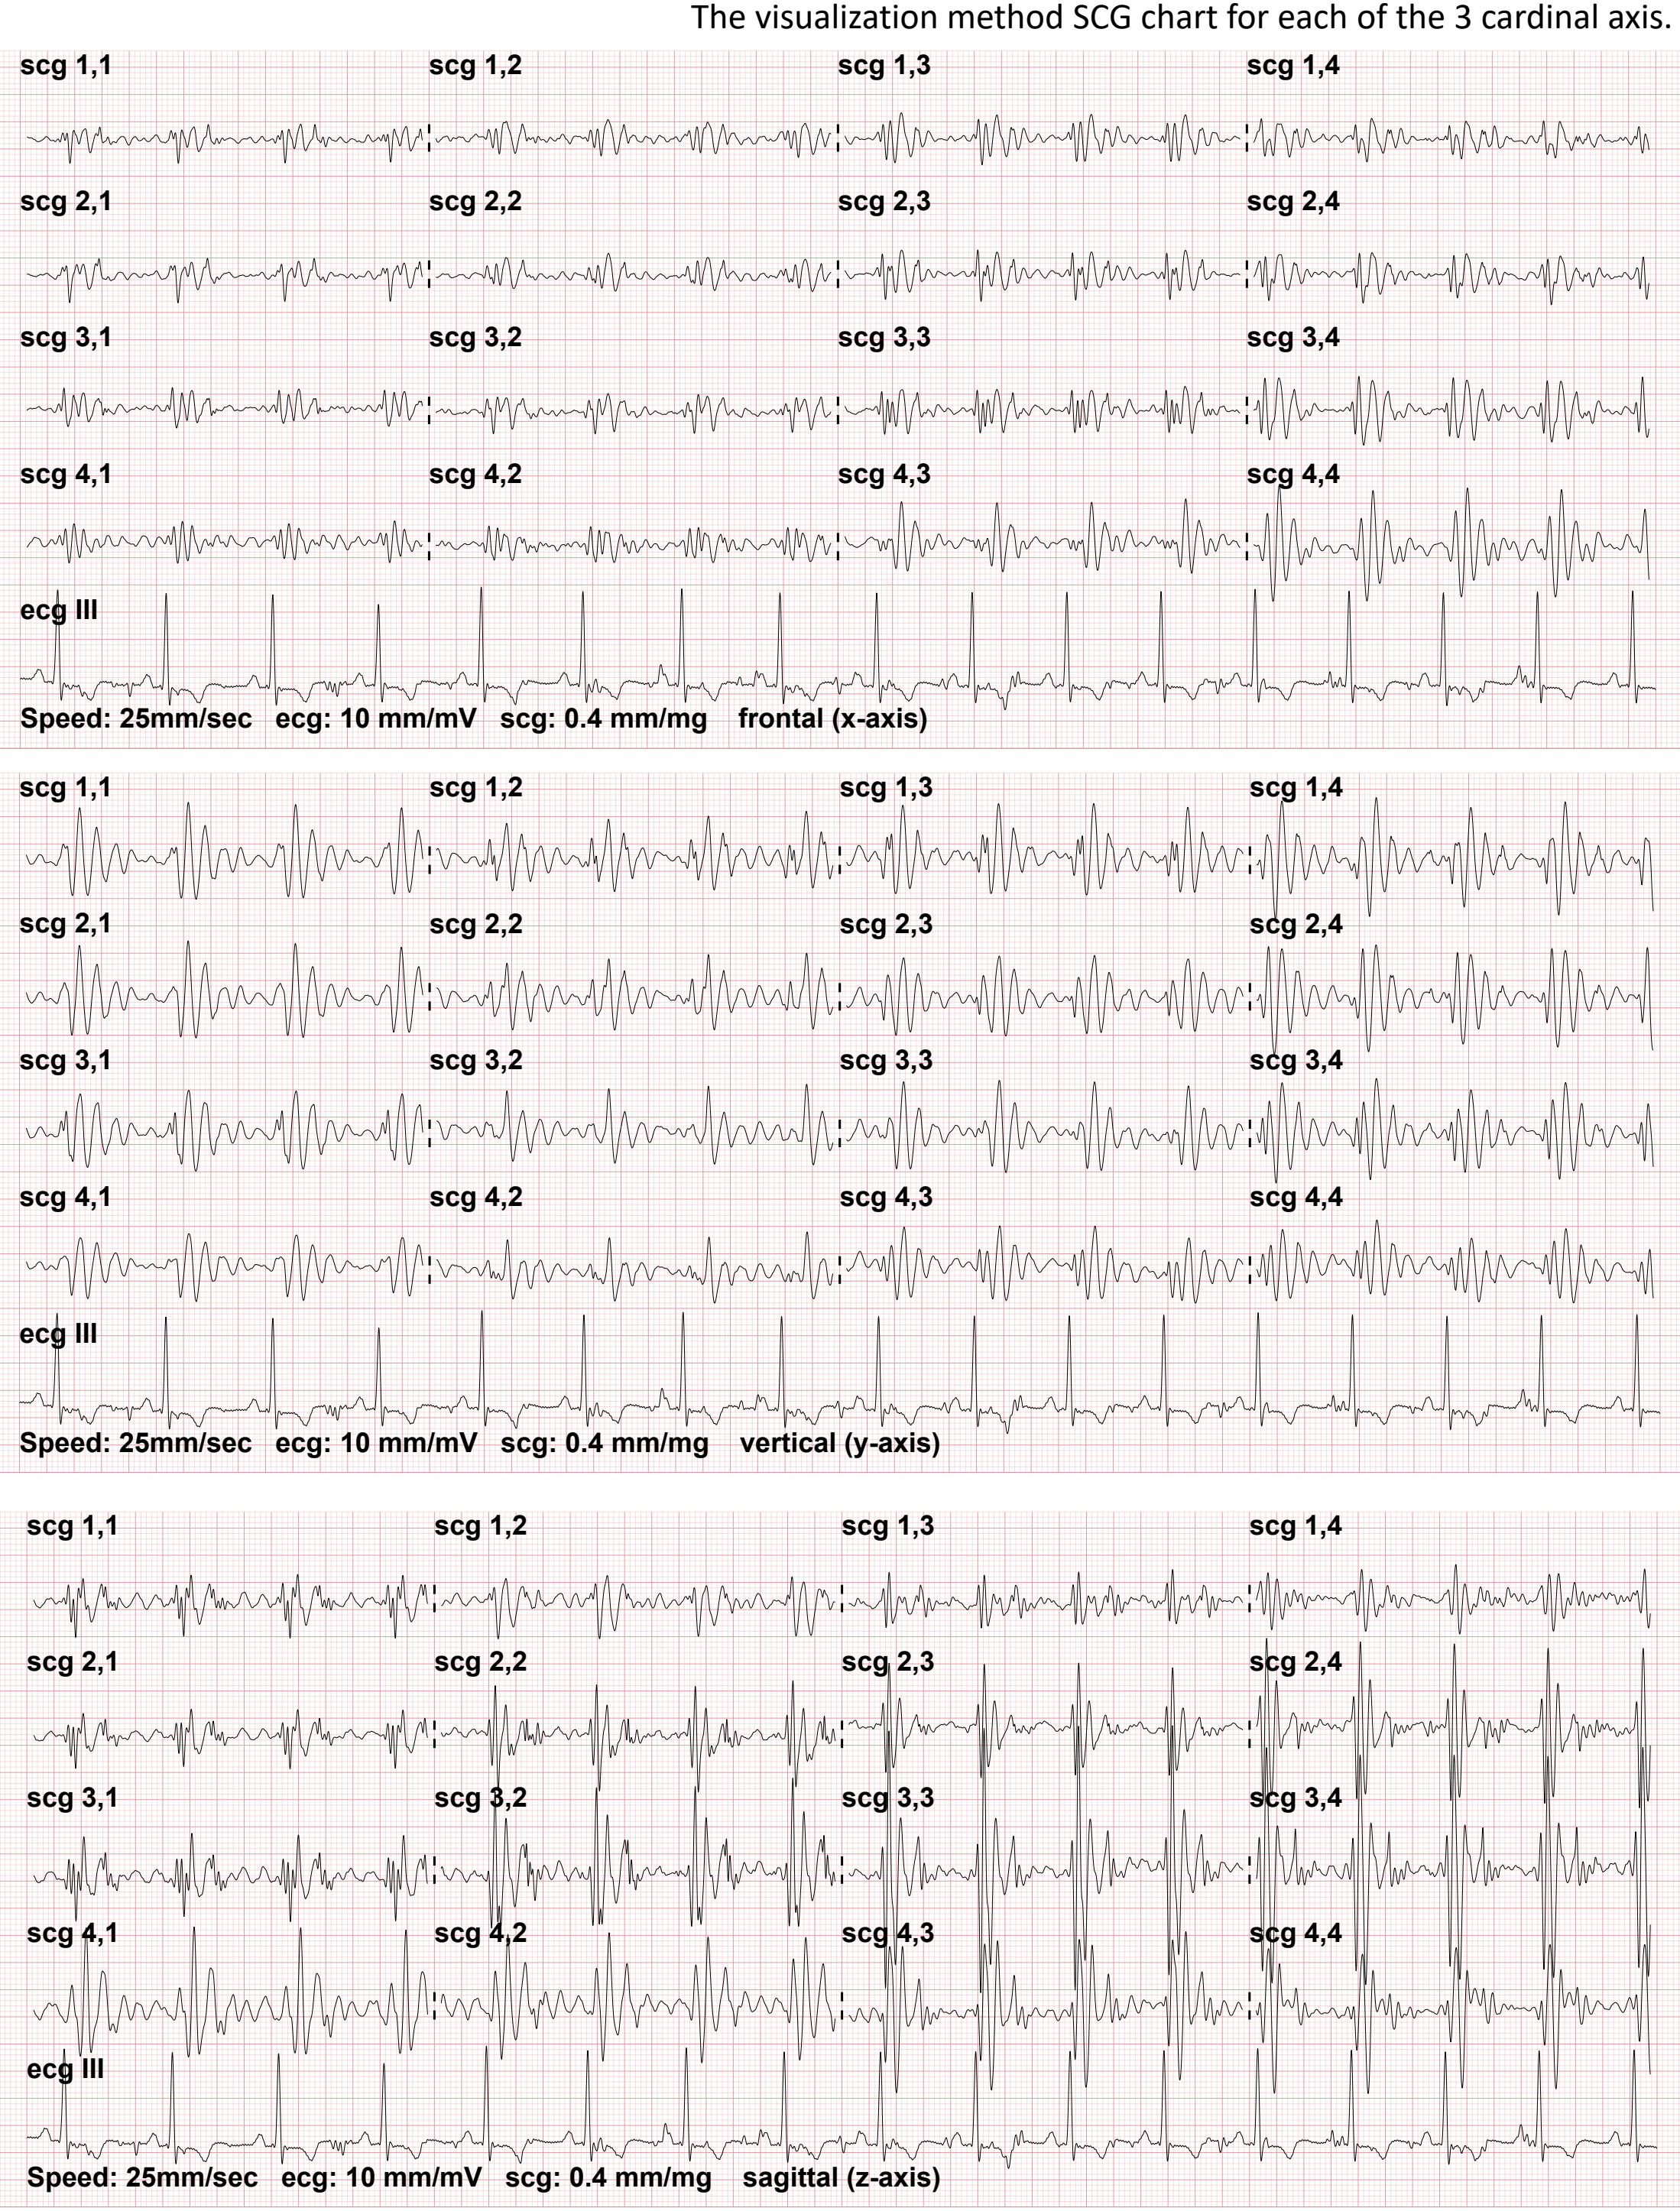 The visualization method SCG chart for each of the 3 cardinal axis.
scg 1,1 scg 1,2 scg 1,3 scg 1,4
scg 2,1 scg 2,2 scg 2,3 scg 2,4
scg 3,1 scg 3,2 scg 3,3 scg 3,4
scg 4,1 scg 4,2 scg 4,3 scg 4,4
ecg III
Speed: 25mm/sec ecg: 10 mm/mV scg: 0.4 mm/mg frontal (x-axis)
scg 1,1 scg 1,2 scg 1,3 scg 1,4
scg 2,1 scg 2,2 scg 2,3 scg 2,4
scg 3,1 scg 3,2 scg 3,3 scg 3,4
scg 4,1 scg 4,2 scg 4,3 scg 4,4
ecg III
Speed: 25mm/sec ecg: 10 mm/mV scg: 0.4 mm/mg vertical (y-axis)
scg 1,1 scg 1,2 scg 1,3 scg 1,4
scg 2,1 scg 2,2 scg 2,3 scg 2,4
scg 3,1 scg 3,2 scg 3,3 scg 3,4
scg 4,1 scg 4,2 scg 4,3 scg 4,4
ecg III
Speed: 25mm/sec ecg: 10 mm/mV scg: 0.4 mm/mg sagittal (z-axis)